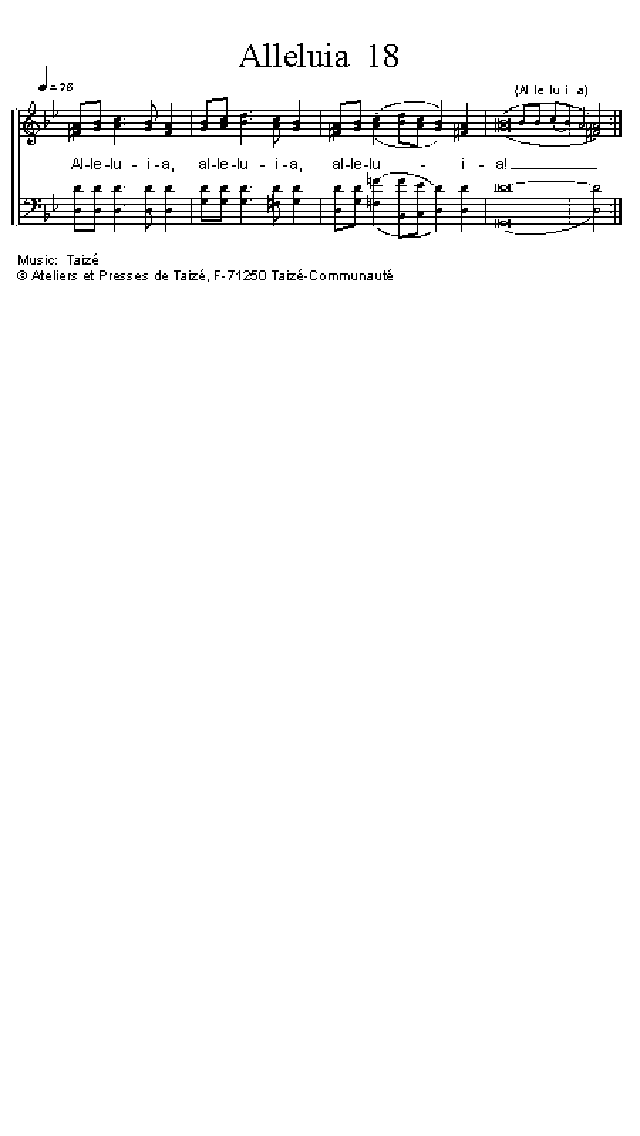 Alleluia 18
(Al le lu i a)
Al-le-lu - i-a, al-le-lu - i-a, al-le-lu - i - a!
Music: Taizé
© Ateliers et Presses de Taizé, F-71250 Taizé-Communauté